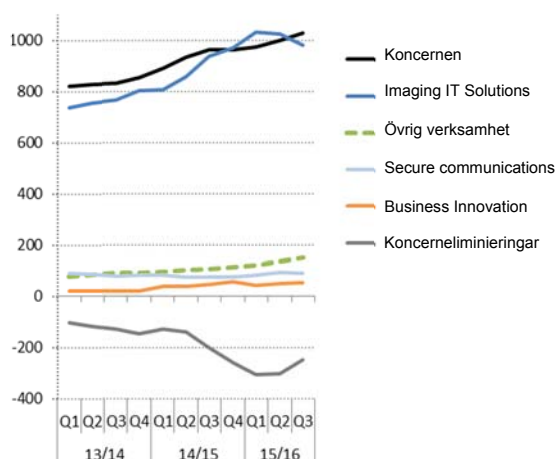 1000
800
600
400
200
0
-200
-400
Q1 Q2 Q3 Q4 Q1 Q2 Q3 Q4 Q1 Q2 Q3
13/14 14/15 15/16
Koncernen
Imaging IT Solutions
Övrig verksamhet
Secure communications
Business Innovation
Koncerneliminieringar